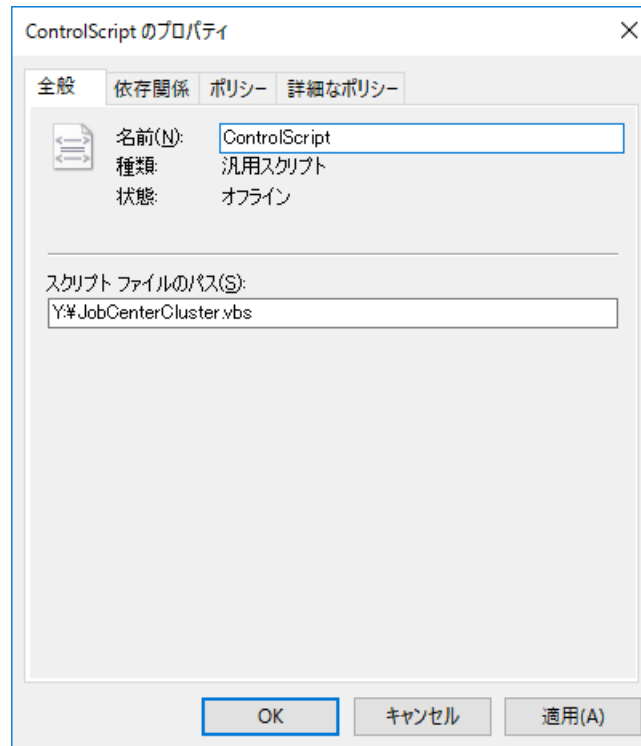 ControlScript のプロパティ
全般 依存関係 ポリシー 詳細なポリシー
名前(N): ControlScript
種類: 汎用スクリプト
状態: オフライン
スクリプト ファイルのパス(S):
Y:¥JobCenterCluster.vbs
OK キャンセル 適用(A)